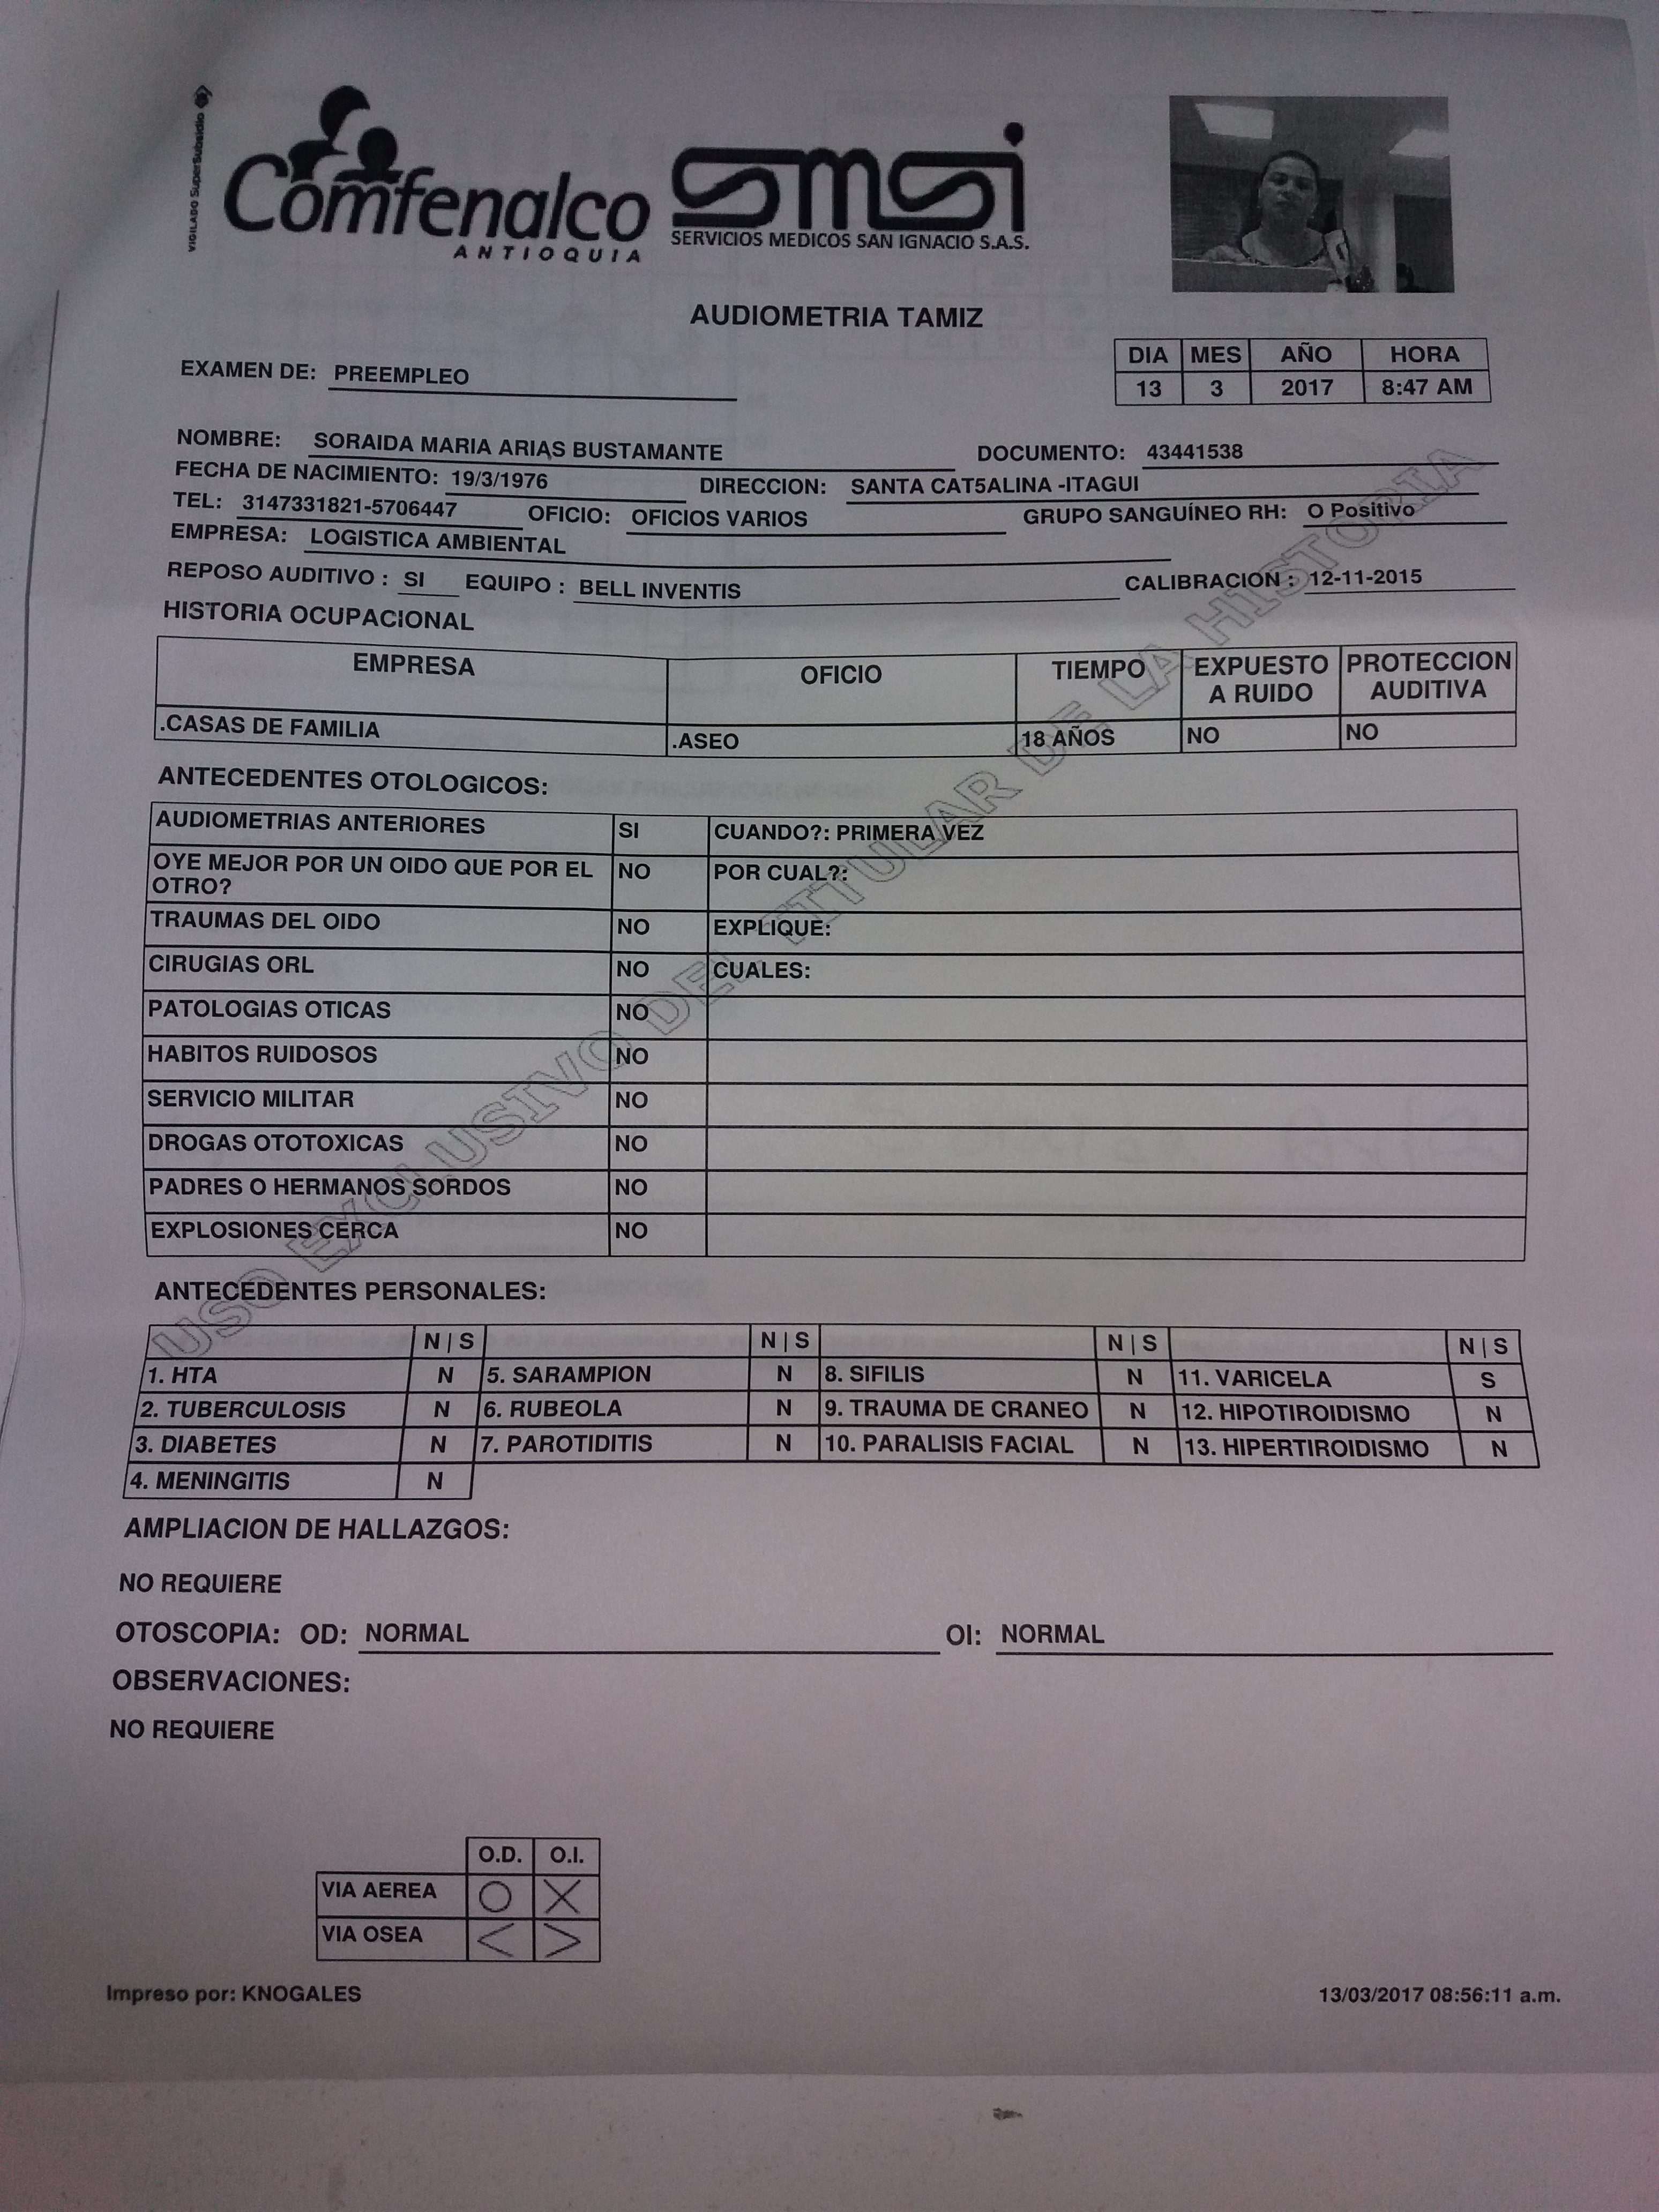 VIGILADO SuperSubsidio
Comfenalco
ANTIOQUIA
smsi
SERVICIOS MEDICOS SAN IGNACIO S.A.S.
AUDIOMETRIA TAMIZ
EXAMEN DE: PREEMPLEO
DIA MES AÑO HORA
13 3 2017 8:47 AM
NOMBRE: SORAIDA MARIA ARIAS BUSTAMANTE DOCUMENTO: 43441538
FECHA DE NACIMIENTO: 19/3/1976 DIRECCION: SANTA CAT5ALINA -ITAGUI
TEL: 3147331821-5706447 OFICIO: OFICIOS VARIOS GRUPO SANGUÍNEO RH: O Positivo
EMPRESA: LOGISTICA AMBIENTAL
REPOSO AUDITIVO : SI EQUIPO : BELL INVENTIS CALIBRACION : 12-11-2015
HISTORIA OCUPACIONAL
EMPRESA OFICIO TIEMPO EXPUESTO A RUIDO PROTECCION AUDITIVA
.CASAS DE FAMILIA .ASEO 18 AÑOS NO NO
ANTECEDENTES OTOLOGICOS:
AUDIOMETRIAS ANTERIORES SI CUANDO?: PRIMERA VEZ
OYE MEJOR POR UN OIDO QUE POR EL OTRO? NO POR CUAL?:
TRAUMAS DEL OIDO NO EXPLIQUE:
CIRUGIAS ORL NO CUALES:
PATOLOGIAS OTICAS NO
HABITOS RUIDOSOS NO
SERVICIO MILITAR NO
DROGAS OTOTOXICAS NO
PADRES O HERMANOS SORDOS NO
EXPLOSIONES CERCA NO
USO EXCLUSIVO DEL TITULAR DE LA HISTORIA
ANTECEDENTES PERSONALES:
N | S N | S N | S N | S
1. HTA N 5. SARAMPION N 8. SIFILIS N 11. VARICELA S
2. TUBERCULOSIS N 6. RUBEOLA N 9. TRAUMA DE CRANEO N 12. HIPOTIROIDISMO N
3. DIABETES N 7. PAROTIDITIS N 10. PARALISIS FACIAL N 13. HIPERTIROIDISMO N
4. MENINGITIS N
AMPLIACION DE HALLAZGOS:
NO REQUIERE
OTOSCOPIA: OD: NORMAL OI: NORMAL
OBSERVACIONES:
NO REQUIERE
O.D. O.I.
VIA AEREA O X
VIA OSEA < >
Impreso por: KNOGALES 13/03/2017 08:56:11 a.m.